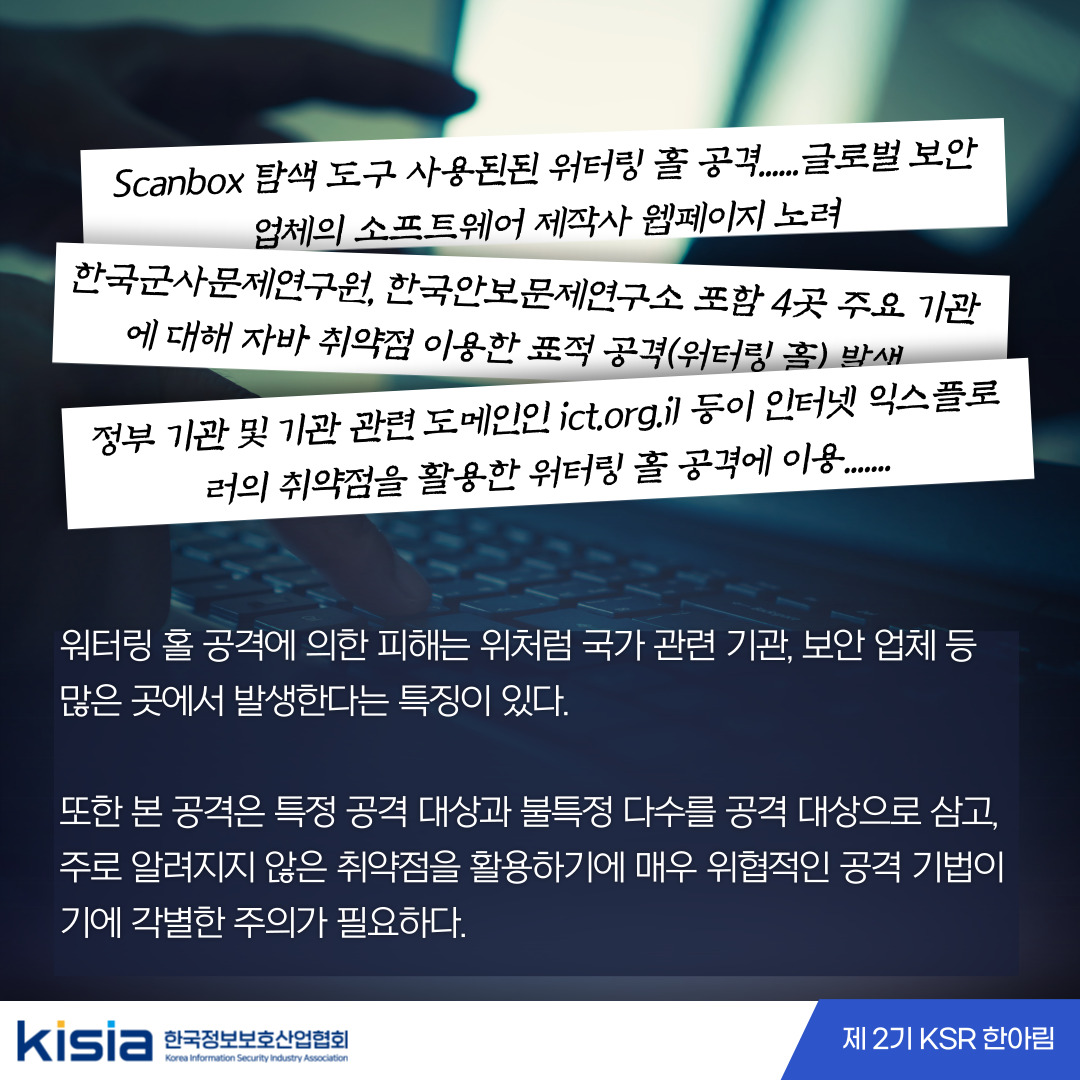 Scanbox 탐색 도구 사용된된 워터링 홀 공격......글로벌 보안
업체의 소프트웨어 제작사 웹페이지 노려
한국군사문제연구원, 한국안보문제연구소 포함 4곳 주요 기관
에 대해 자바 취약점 이용한 표적 공격(워터링 홀) 발생
정부 기관 및 기관 관련 도메인인 ict.org.il 등이 인터넷 익스플로
러의 취약점을 활용한 워터링 홀 공격에 이용.......
워터링 홀 공격에 의한 피해는 위처럼 국가 관련 기관, 보안 업체 등
많은 곳에서 발생한다는 특징이 있다.
또한 본 공격은 특정 공격 대상과 불특정 다수를 공격 대상으로 삼고,
주로 알려지지 않은 취약점을 활용하기에 매우 위협적인 공격 기법이
기에 각별한 주의가 필요하다.
kisia 한국정보보호산업협회
Korea Information Security Industry Association
제 2기 KSR 한아림